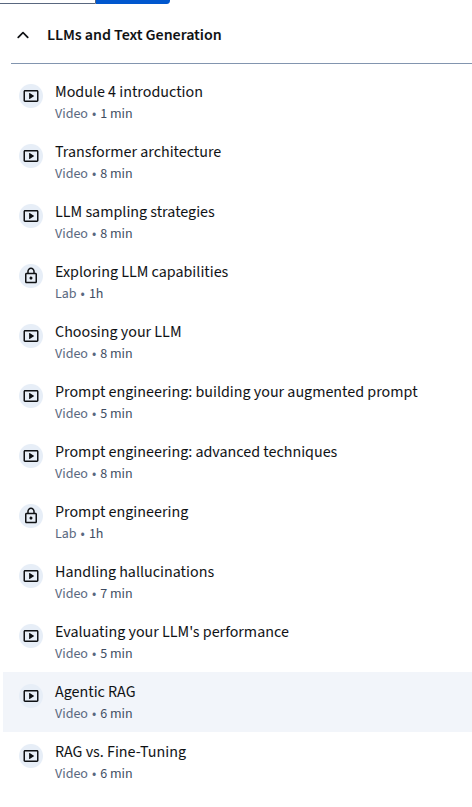 LLMs and Text Generation
Module 4 introduction
Video • 1 min
Transformer architecture
Video • 8 min
LLM sampling strategies
Video • 8 min
Exploring LLM capabilities
Lab • 1h
Choosing your LLM
Video • 8 min
Prompt engineering: building your augmented prompt
Video • 5 min
Prompt engineering: advanced techniques
Video • 8 min
Prompt engineering
Lab • 1h
Handling hallucinations
Video • 7 min
Evaluating your LLM's performance
Video • 5 min
Agentic RAG
Video • 6 min
RAG vs. Fine-Tuning
Video • 6 min